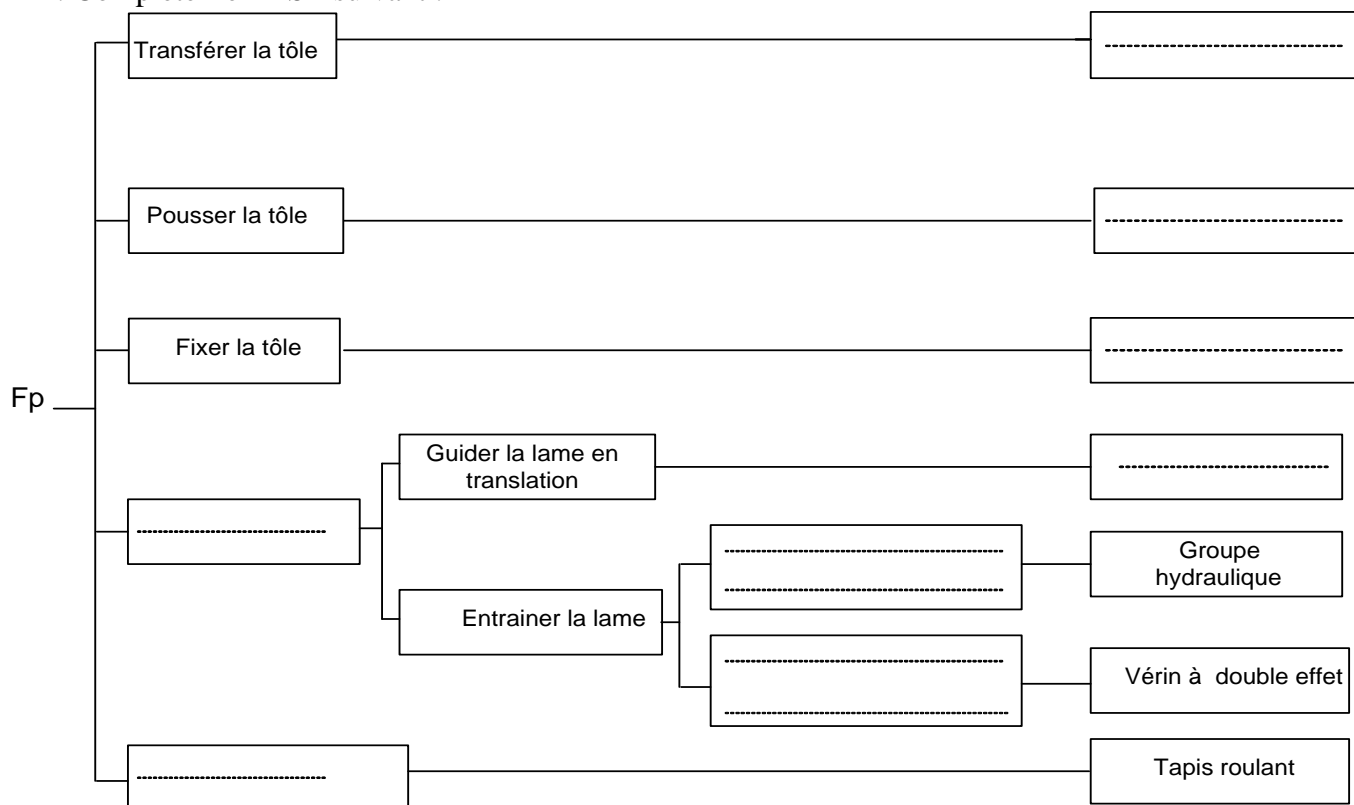 Transférer la tôle
Pousser la tôle
Fixer la tôle
Fp
Guider la lame en
translation
Groupe
hydraulique
Entrainer la lame
Vérin à double effet
Tapis roulant